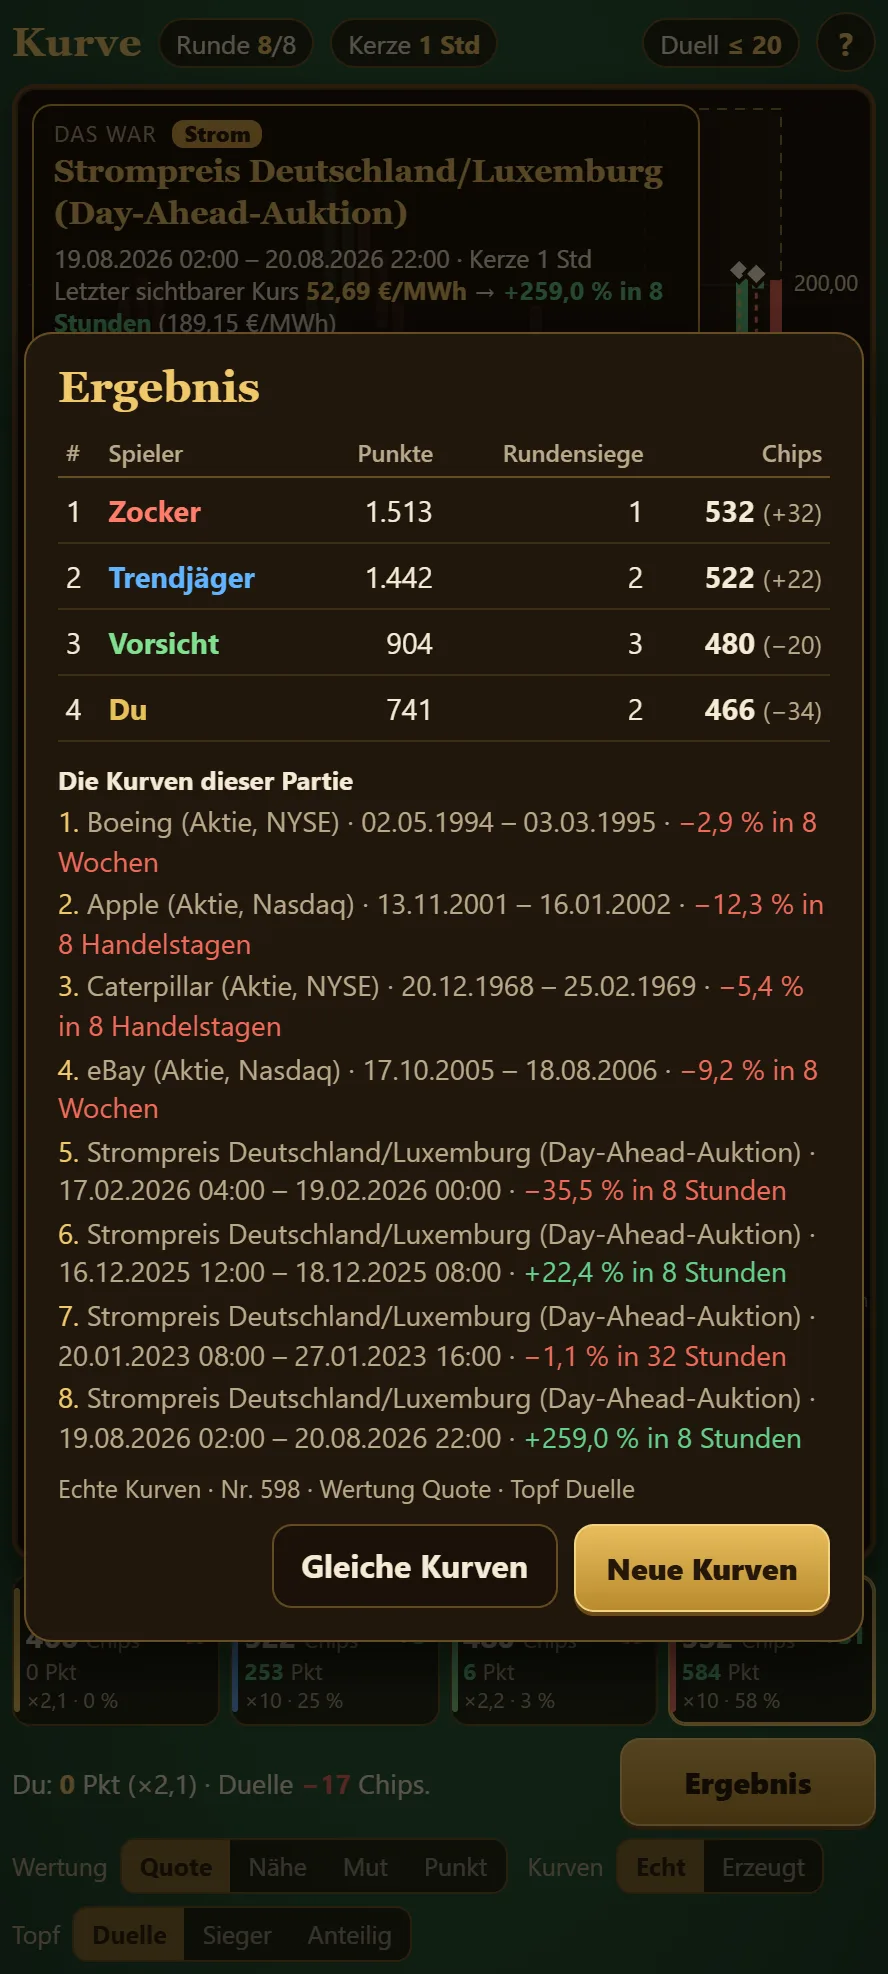 Kurve Runde 8/8 Kerze 1 Std Duell ≤ 20 ?
DAS WAR Strom
Strompreis Deutschland/Luxemburg
(Day-Ahead-Auktion)
19.08.2026 02:00 – 20.08.2026 22:00 · Kerze 1 Std
Letzter sichtbarer Kurs 52,69 €/MWh → +259,0 % in 8
Stunden (189,15 €/MWh)
200,00
Ergebnis
# Spieler Punkte Rundensiege Chips
1 Zocker 1.513 1 532 (+32)
2 Trendjäger 1.442 2 522 (+22)
3 Vorsicht 904 3 480 (−20)
4 Du 741 2 466 (−34)
Die Kurven dieser Partie
1. Boeing (Aktie, NYSE) · 02.05.1994 – 03.03.1995 · −2,9 % in 8
Wochen
2. Apple (Aktie, Nasdaq) · 13.11.2001 – 16.01.2002 · −12,3 % in
8 Handelstagen
3. Caterpillar (Aktie, NYSE) · 20.12.1968 – 25.02.1969 · −5,4 %
in 8 Handelstagen
4. eBay (Aktie, Nasdaq) · 17.10.2005 – 18.08.2006 · −9,2 % in 8
Wochen
5. Strompreis Deutschland/Luxemburg (Day-Ahead-Auktion) ·
17.02.2026 04:00 – 19.02.2026 00:00 · −35,5 % in 8 Stunden
6. Strompreis Deutschland/Luxemburg (Day-Ahead-Auktion) ·
16.12.2025 12:00 – 18.12.2025 08:00 · +22,4 % in 8 Stunden
7. Strompreis Deutschland/Luxemburg (Day-Ahead-Auktion) ·
20.01.2023 08:00 – 27.01.2023 16:00 · −1,1 % in 32 Stunden
8. Strompreis Deutschland/Luxemburg (Day-Ahead-Auktion) ·
19.08.2026 02:00 – 20.08.2026 22:00 · +259,0 % in 8 Stunden
Echte Kurven · Nr. 598 · Wertung Quote · Topf Duelle
Gleiche Kurven Neue Kurven
466 Chips 522 Chips 480 Chips 532 Chips
0 Pkt 253 Pkt 6 Pkt 584 Pkt
×2,1 · 0 % ×10 · 25 % ×2,2 · 3 % ×10 · 58 %
Du: 0 Pkt (×2,1) · Duelle −17 Chips. Ergebnis
Wertung Quote Nähe Mut Punkt Kurven Echt Erzeugt
Topf Duelle Sieger Anteilig